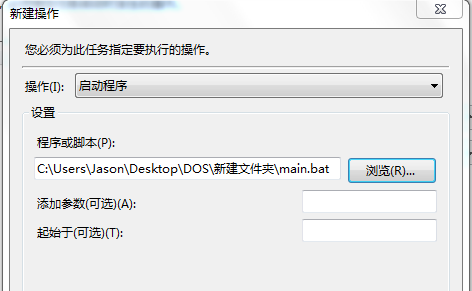 新建操作
您必须为此任务指定要执行的操作。
操作(I): 启动程序
设置
程序或脚本(P):
C:\Users\Jason\Desktop\DOS\新建文件夹\main.bat 浏览(R)...
添加参数(可选)(A):
起始于(可选)(T):